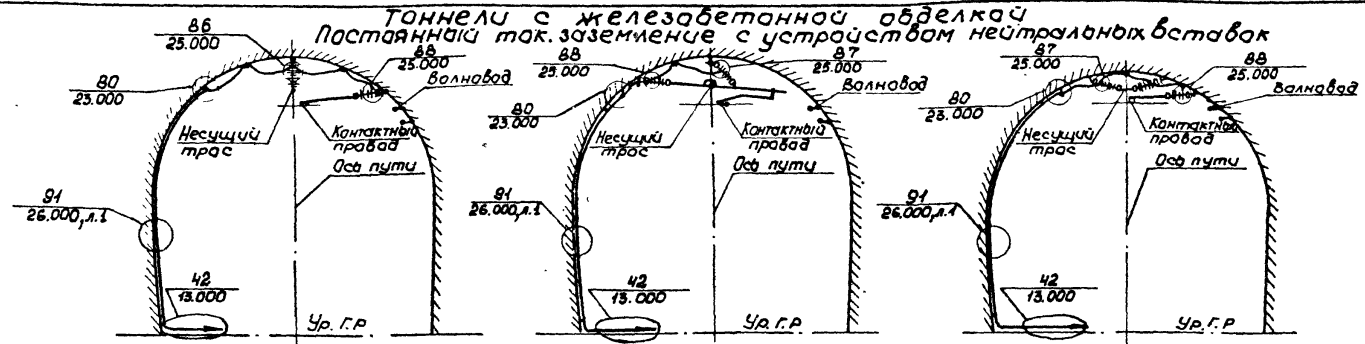 Тоннели с железобетонной обделкой
Постоянный ток. заземление с устройством нейтральных вставок
86
25.000
88
25.000
80
23.000
Волновод
Несущий
трос
Контактный
провод
Ось пути
91
26.000, л.1
42
13.000
Ур. Г.Р
88
25.000
87
25.000
80
23.000
Волновод
Несущий
трос
Контактный
провод
Ось пути
91
26.000, л.1
42
13.000
Ур. Г.Р
87
25.000
88
25.000
80
23.000
Волновод
Несущий
трос
Контактный
провод
Ось пути
91
26.000, л.1
42
13.000
Ур. Г.Р